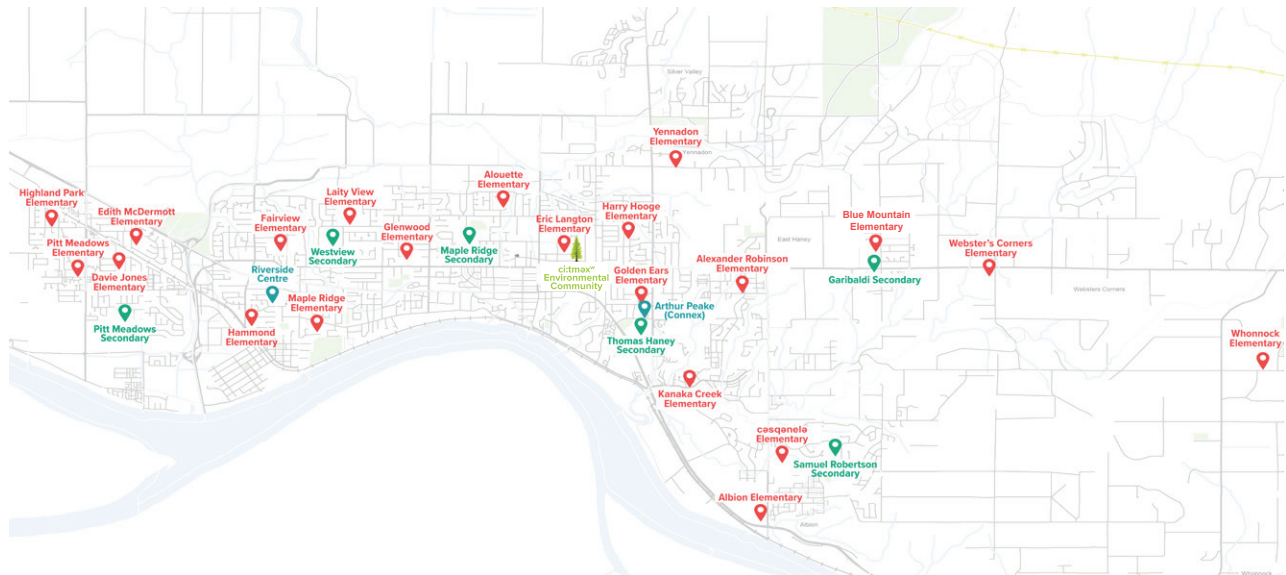 Silver Valley
Yennadon
Elementary
Yennadon
Alouette
Elementary
Highland Park
Elementary
Edith McDermott
Elementary
Laity View
Elementary
Fairview
Elementary
Glenwood
Elementary
Eric Langton
Elementary
Harry Hooge
Elementary
Blue Mountain
Elementary
East Haney
Pitt Meadows
Elementary
Davie Jones
Elementary
Westview
Secondary
Maple Ridge
Secondary
Webster's Corners
Elementary
Alexander Robinson
Elementary
Riverside
Centre
c̓iːtməxʷ
Environmental
Community
Golden Ears
Elementary
Garibaldi Secondary
Websters Corners
Maple Ridge
Elementary
Arthur Peake
(Connex)
Pitt Meadows
Secondary
Hammond
Elementary
Thomas Haney
Secondary
Whonnock
Elementary
Kanaka Creek
Elementary
c̓əsqənelə
Elementary
Samuel Robertson
Secondary
Albion Elementary
Albion
Whonnock